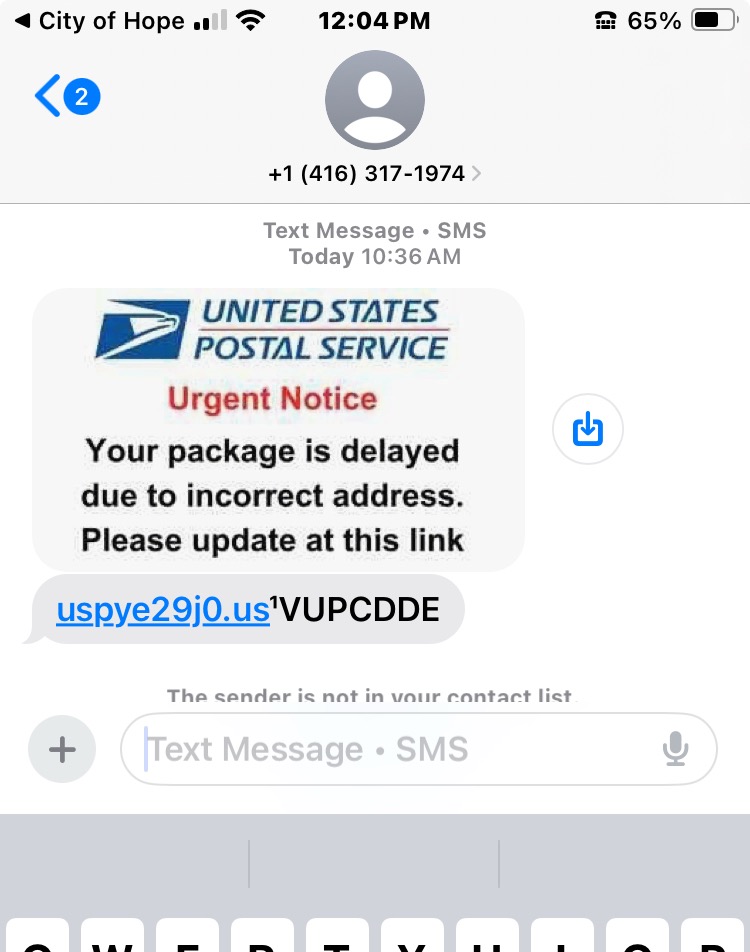 ◀ City of Hope 12:04 PM 65%
2
+1 (416) 317-1974 >
Text Message • SMS
Today 10:36 AM
UNITED STATES
POSTAL SERVICE
Urgent Notice
Your package is delayed
due to incorrect address.
Please update at this link
uspye29j0.us¹VUPCDDE
The sender is not in your contact list.
Text Message • SMS